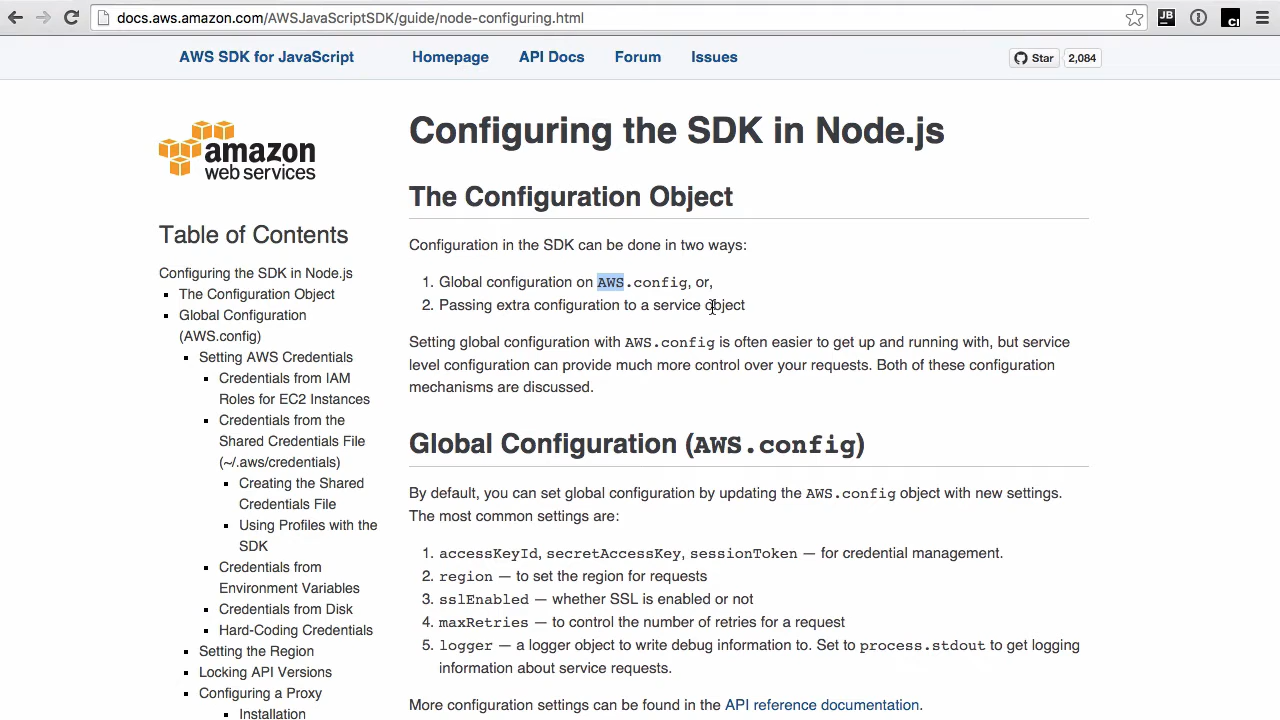 docs.aws.amazon.com/AWSJavaScriptSDK/guide/node-configuring.html
JB
CI
AWS SDK for JavaScript Homepage API Docs Forum Issues Star 2,084
amazon
web services
Table of Contents
Configuring the SDK in Node.js
The Configuration Object
Global Configuration
(AWS.config)
Setting AWS Credentials
Credentials from IAM
Roles for EC2 Instances
Credentials from the
Shared Credentials File
(~/.aws/credentials)
Creating the Shared
Credentials File
Using Profiles with the
SDK
Credentials from
Environment Variables
Credentials from Disk
Hard-Coding Credentials
Setting the Region
Locking API Versions
Configuring a Proxy
Installation
Configuring the SDK in Node.js
The Configuration Object
Configuration in the SDK can be done in two ways:
1. Global configuration on AWS.config, or,
2. Passing extra configuration to a service object
Setting global configuration with AWS.config is often easier to get up and running with, but service
level configuration can provide much more control over your requests. Both of these configuration
mechanisms are discussed.
Global Configuration (AWS.config)
By default, you can set global configuration by updating the AWS.config object with new settings.
The most common settings are:
1. accessKeyId, secretAccessKey, sessionToken — for credential management.
2. region — to set the region for requests
3. sslEnabled — whether SSL is enabled or not
4. maxRetries — to control the number of retries for a request
5. logger — a logger object to write debug information to. Set to process.stdout to get logging
information about service requests.
More configuration settings can be found in the API reference documentation.